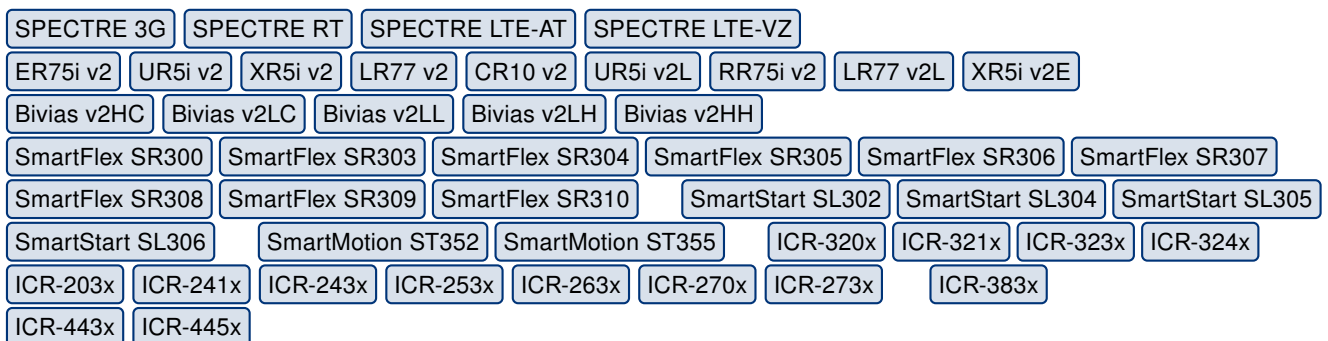 SPECTRE 3G SPECTRE RT SPECTRE LTE-AT SPECTRE LTE-VZ
ER75i v2 UR5i v2 XR5i v2 LR77 v2 CR10 v2 UR5i v2L RR75i v2 LR77 v2L XR5i v2E
Bivias v2HC Bivias v2LC Bivias v2LL Bivias v2LH Bivias v2HH
SmartFlex SR300 SmartFlex SR303 SmartFlex SR304 SmartFlex SR305 SmartFlex SR306 SmartFlex SR307
SmartFlex SR308 SmartFlex SR309 SmartFlex SR310 SmartStart SL302 SmartStart SL304 SmartStart SL305
SmartStart SL306 SmartMotion ST352 SmartMotion ST355 ICR-320x ICR-321x ICR-323x ICR-324x
ICR-203x ICR-241x ICR-243x ICR-253x ICR-263x ICR-270x ICR-273x ICR-383x
ICR-443x ICR-445x